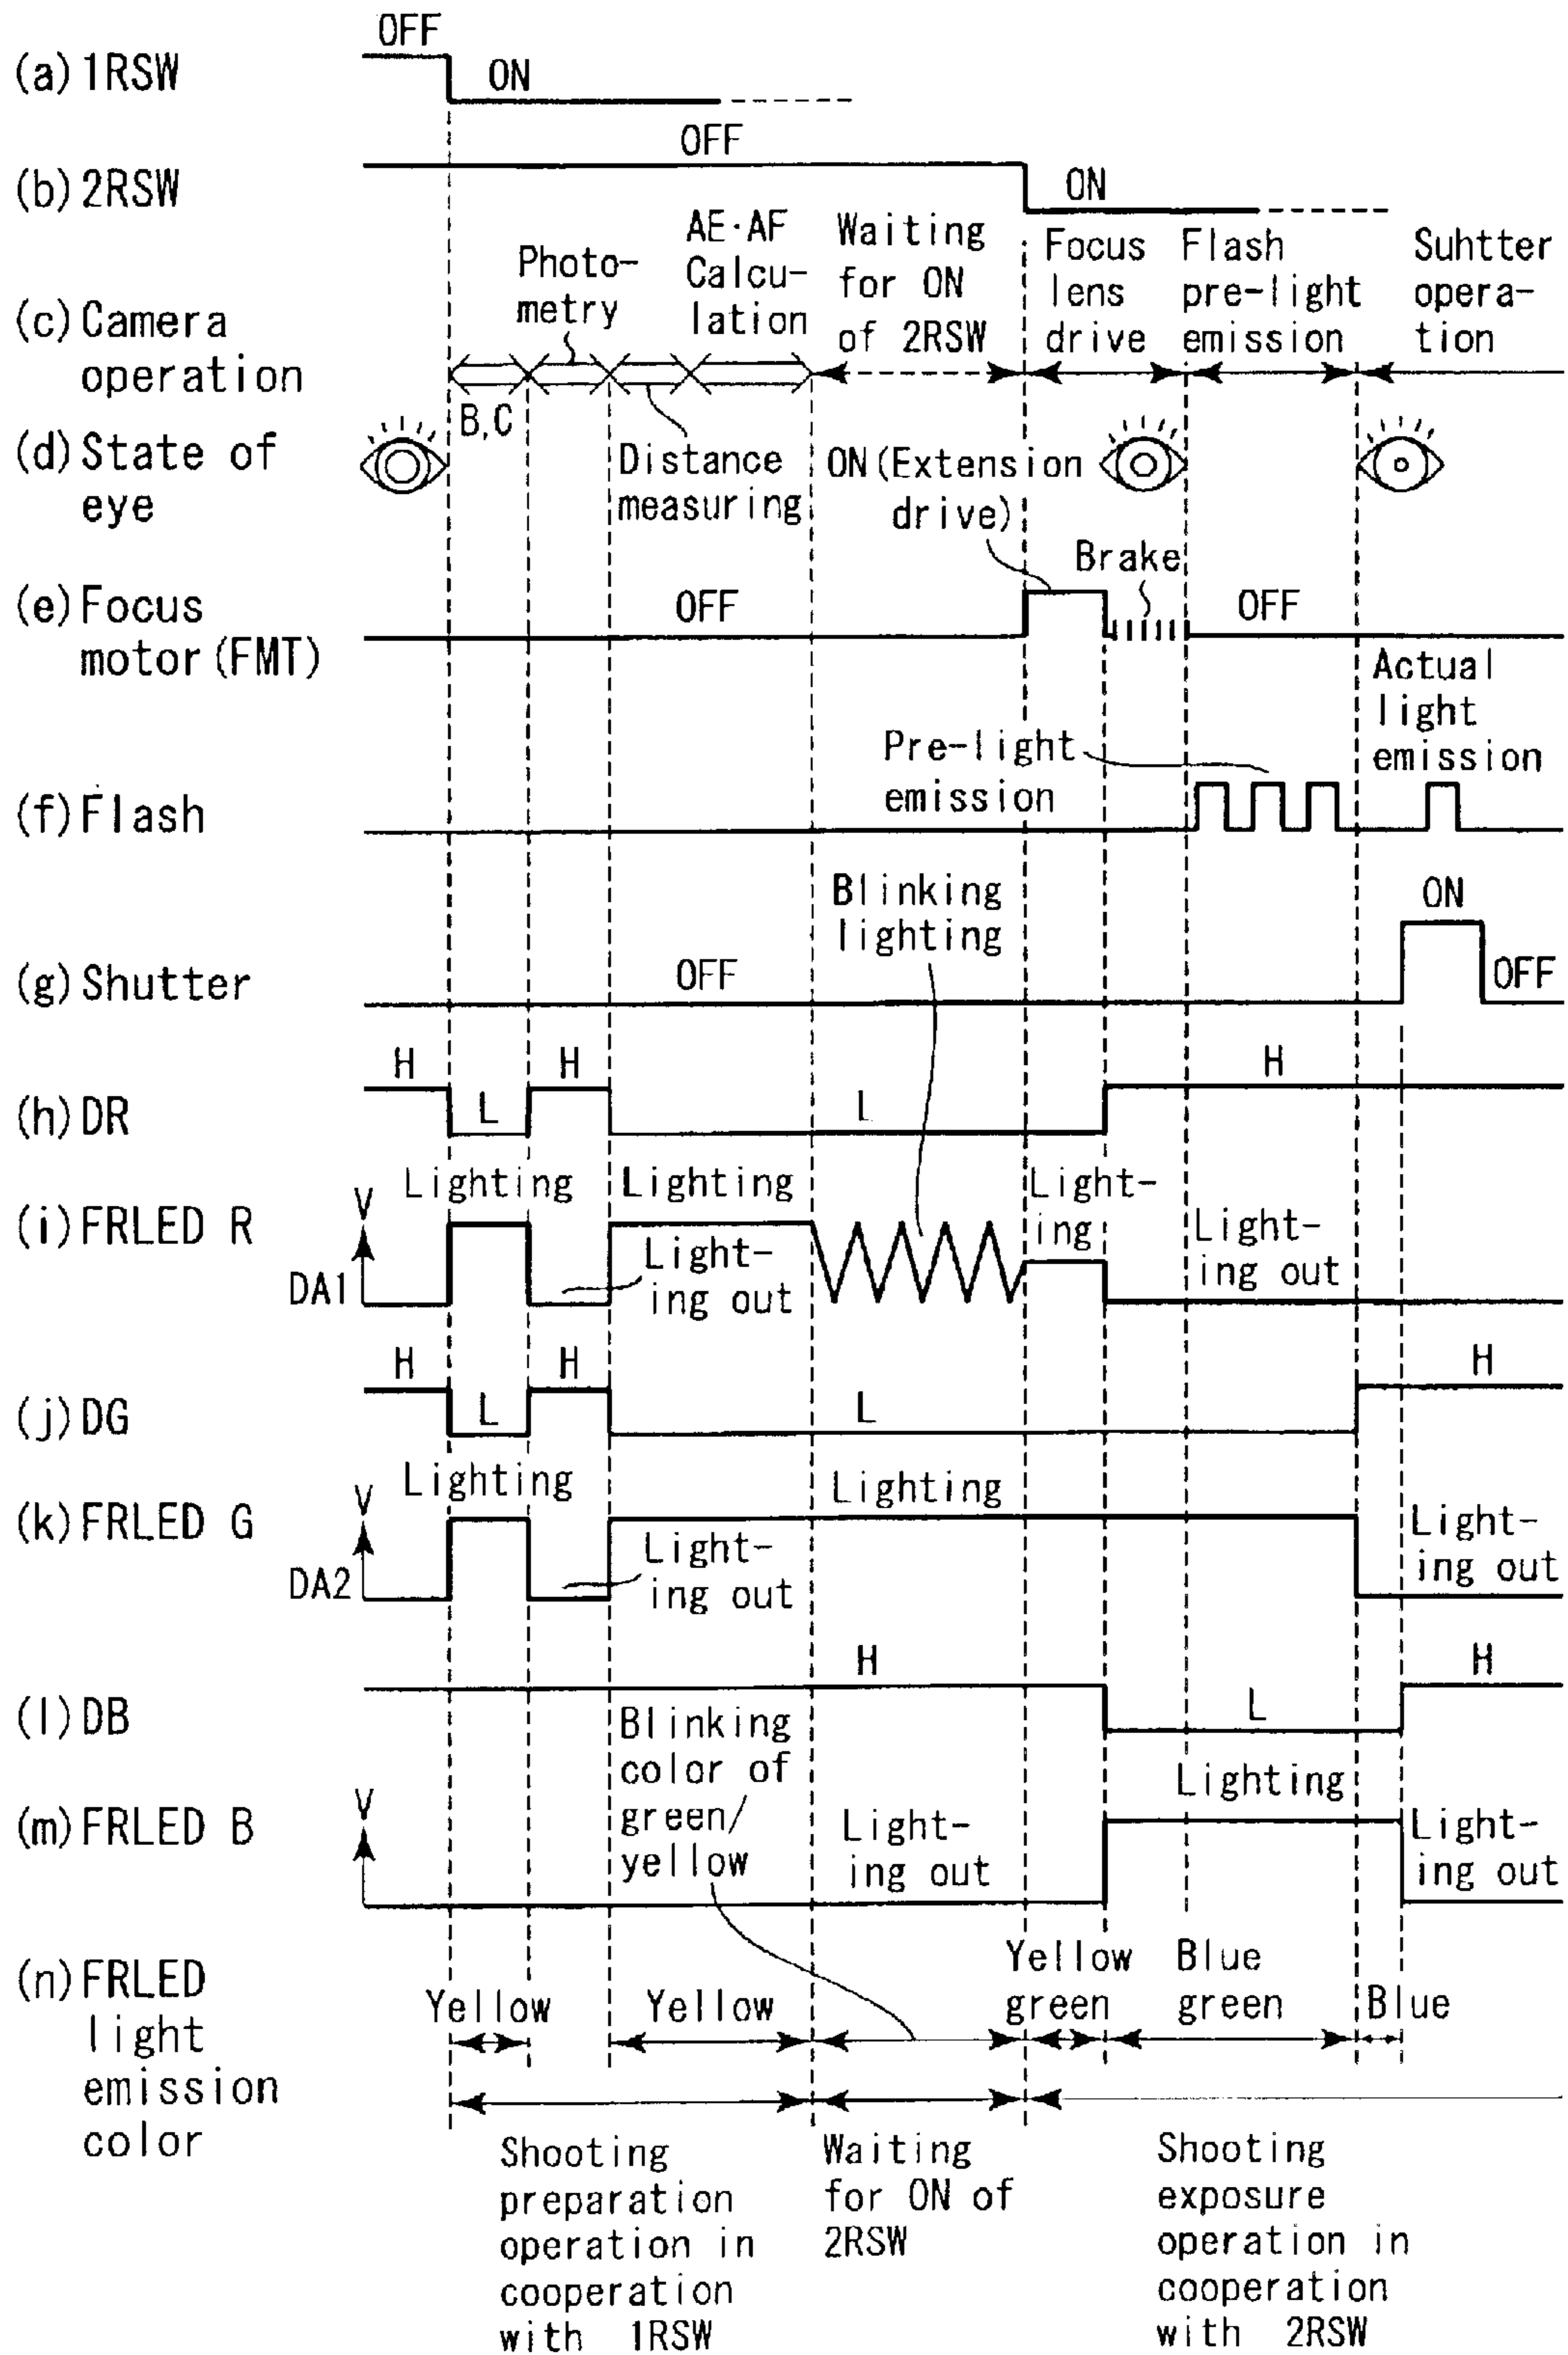 OFF
(a) 1RSW
ON
OFF
(b) 2RSW
ON
(c) Camera
operation
B,C
Photo-
metry
Distance
measuring
AE·AF
Calcu-
lation
Waiting
for ON
of 2RSW
Focus
lens
drive
Flash
pre-light
emission
Suhtter
opera-
tion
(d) State of
eye
(e) Focus
motor (FMT)
OFF
ON (Extension
drive)
Brake
OFF
(f) Flash
Pre-light
emission
Actual
light
emission
(g) Shutter
OFF
ON
OFF
(h) DR
H
L
H
L
H
(i) FRLED R
V
DA1
Lighting
Light-
ing out
Lighting
Blinking
lighting
Light-
ing
Light-
ing out
(j) DG
H
L
H
L
H
(k) FRLED G
V
DA2
Lighting
Light-
ing out
Lighting
Light-
ing out
(l) DB
H
L
H
(m) FRLED B
V
Light-
ing out
Lighting
Light-
ing out
(n) FRLED
light
emission
color
Yellow
Yellow
Blinking
color of
green/
yellow
Yellow
green
Blue
green
Blue
Shooting
preparation
operation in
cooperation
with 1RSW
Waiting
for ON of
2RSW
Shooting
exposure
operation in
cooperation
with 2RSW